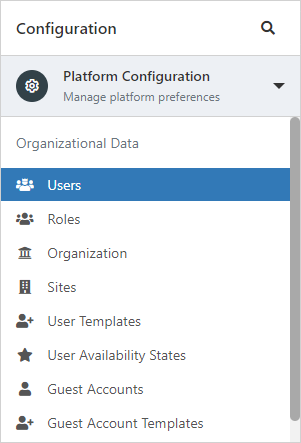 Configuration
Platform Configuration
Manage platform preferences
Organizational Data
Users
Roles
Organization
Sites
User Templates
User Availability States
Guest Accounts
Guest Account Templates